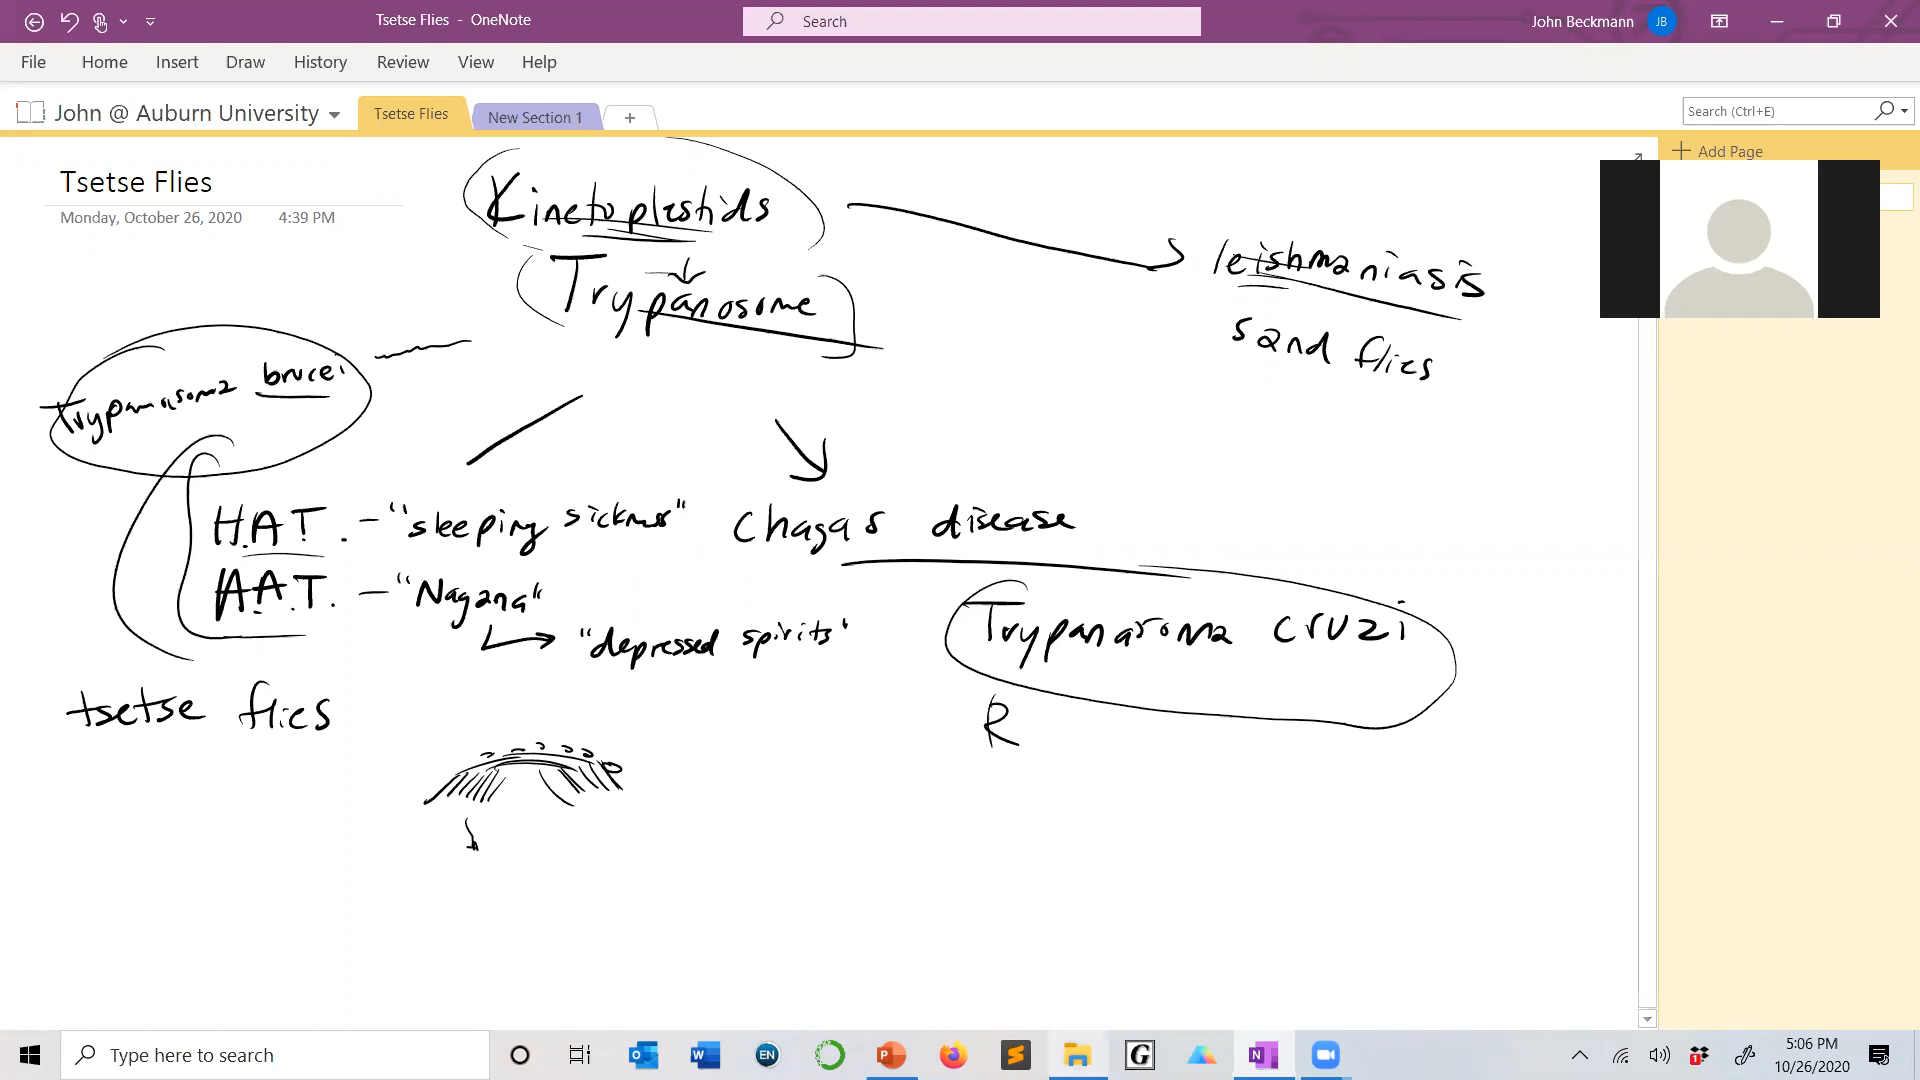 Tsetse Flies - OneNote
Search
John Beckmann
JB
File Home Insert Draw History Review View Help
John @ Auburn University
Tsetse Flies
New Section 1
+
Search (Ctrl+E)
Add Page
Tsetse Flies
Monday, October 26, 2020 4:39 PM
Kinetoplastids
Trypanosome
leishmaniasis
sand flies
Trypanosoma brucei
H.A.T. - "sleeping sickness"
Chagas disease
A.A.T. - "Nagana"
"depressed spirits"
Trypanasoma cruzi
R
tsetse flies
Type here to search
5:06 PM
10/26/2020